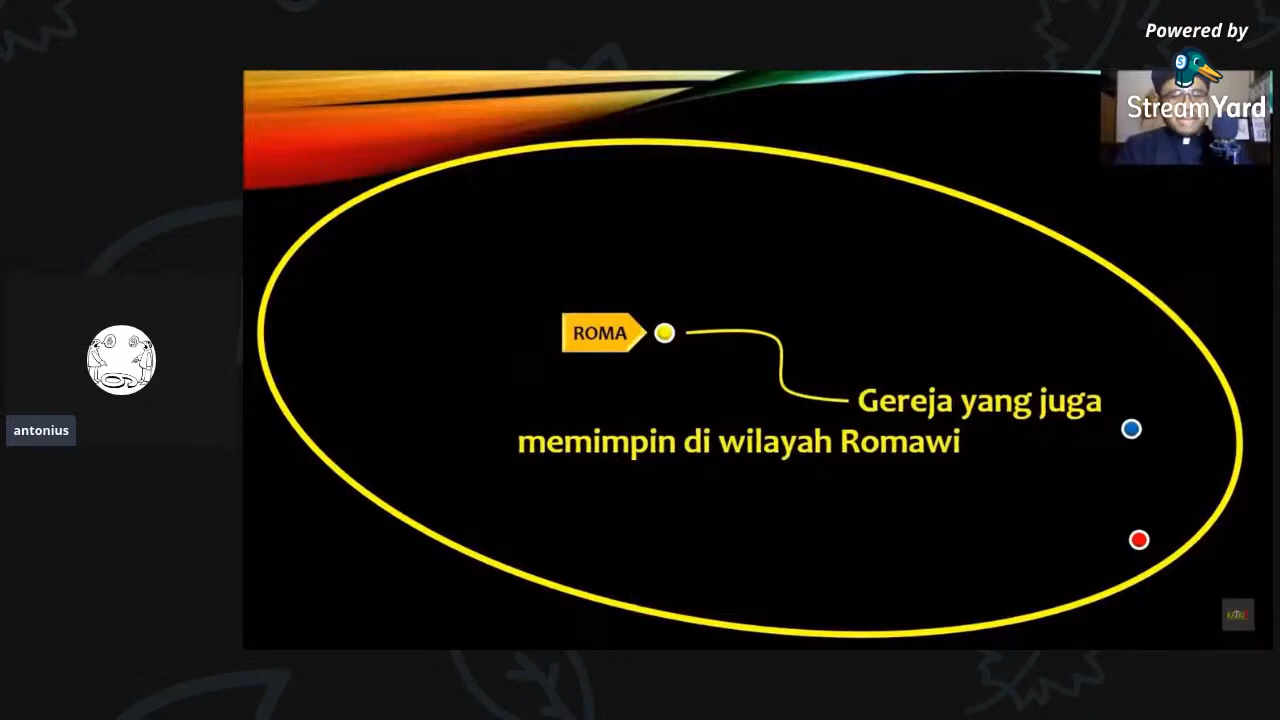 Powered by
StreamYard
ROMA
Gereja yang juga
memimpin di wilayah Romawi
antonius